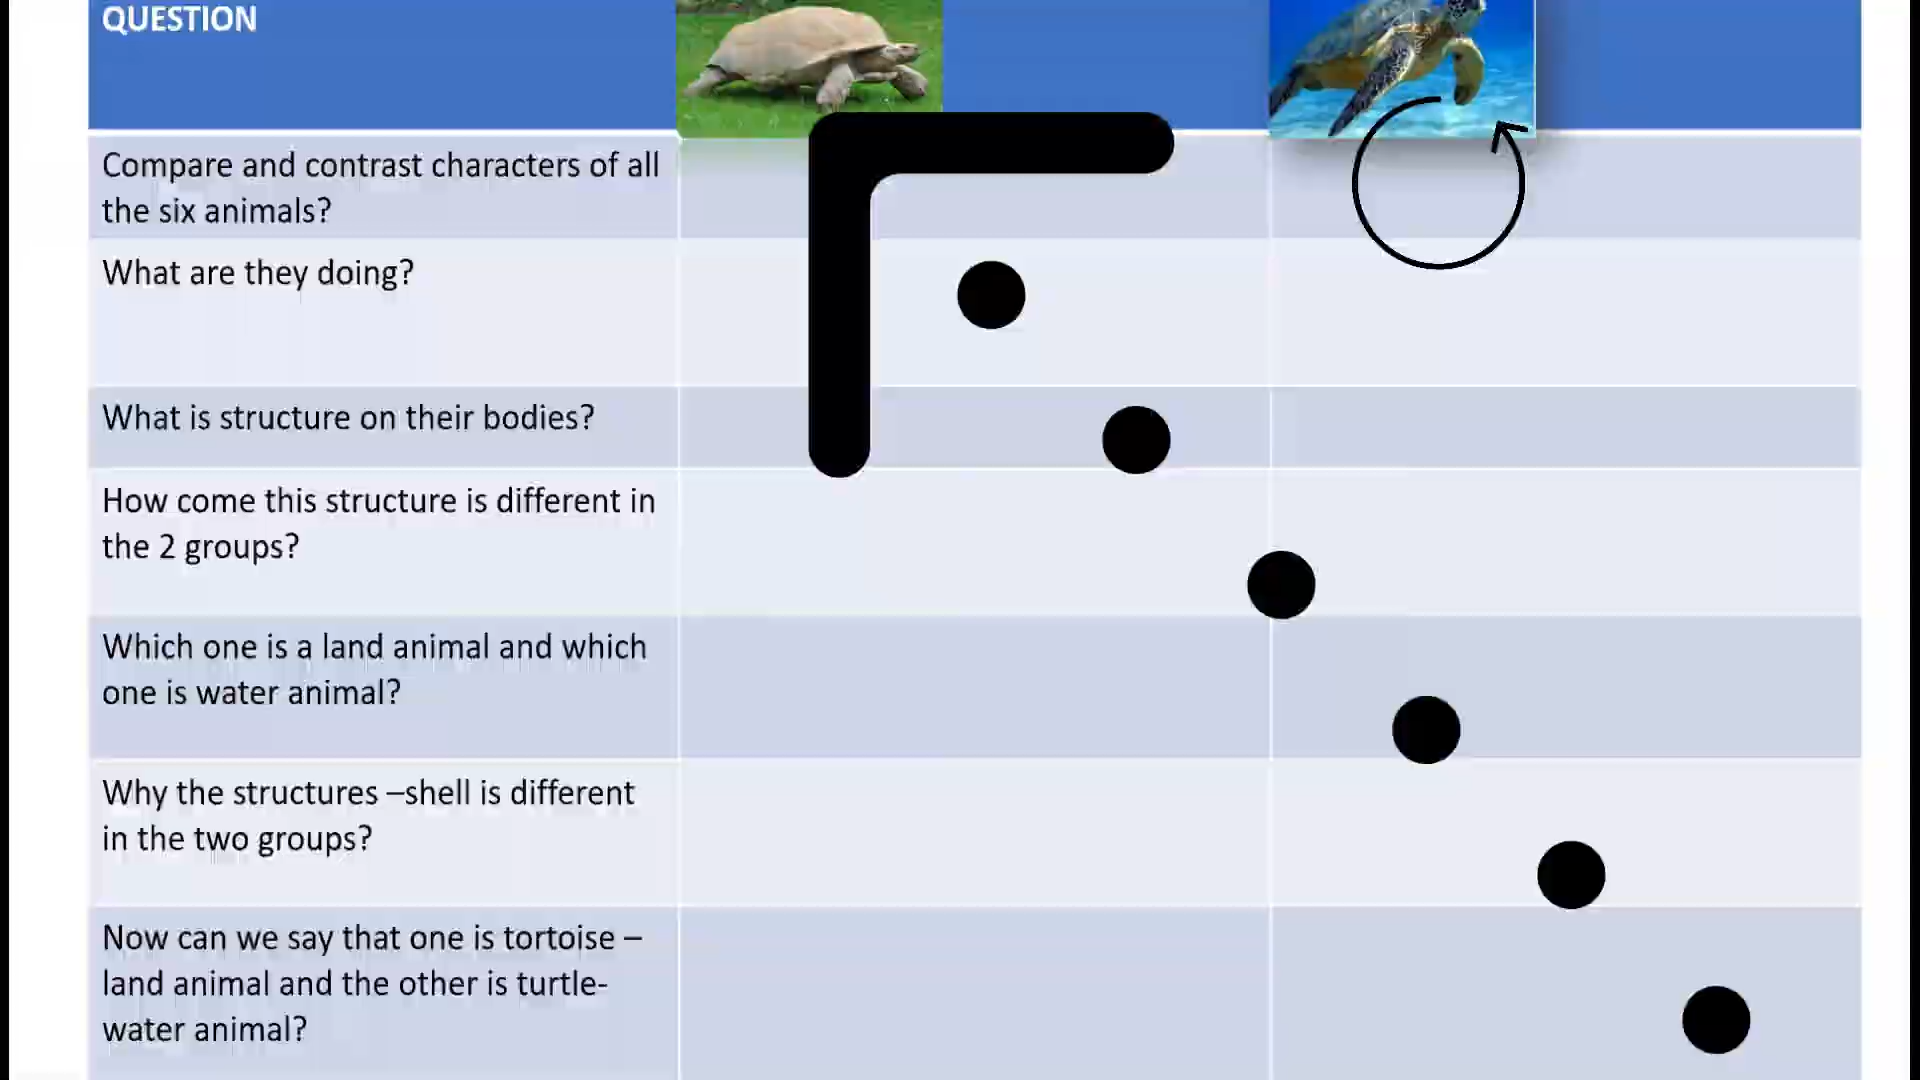 QUESTION
Compare and contrast characters of all
the six animals?
What are they doing?
What is structure on their bodies?
How come this structure is different in
the 2 groups?
Which one is a land animal and which
one is water animal?
Why the structures –shell is different
in the two groups?
Now can we say that one is tortoise –
land animal and the other is turtle-
water animal?